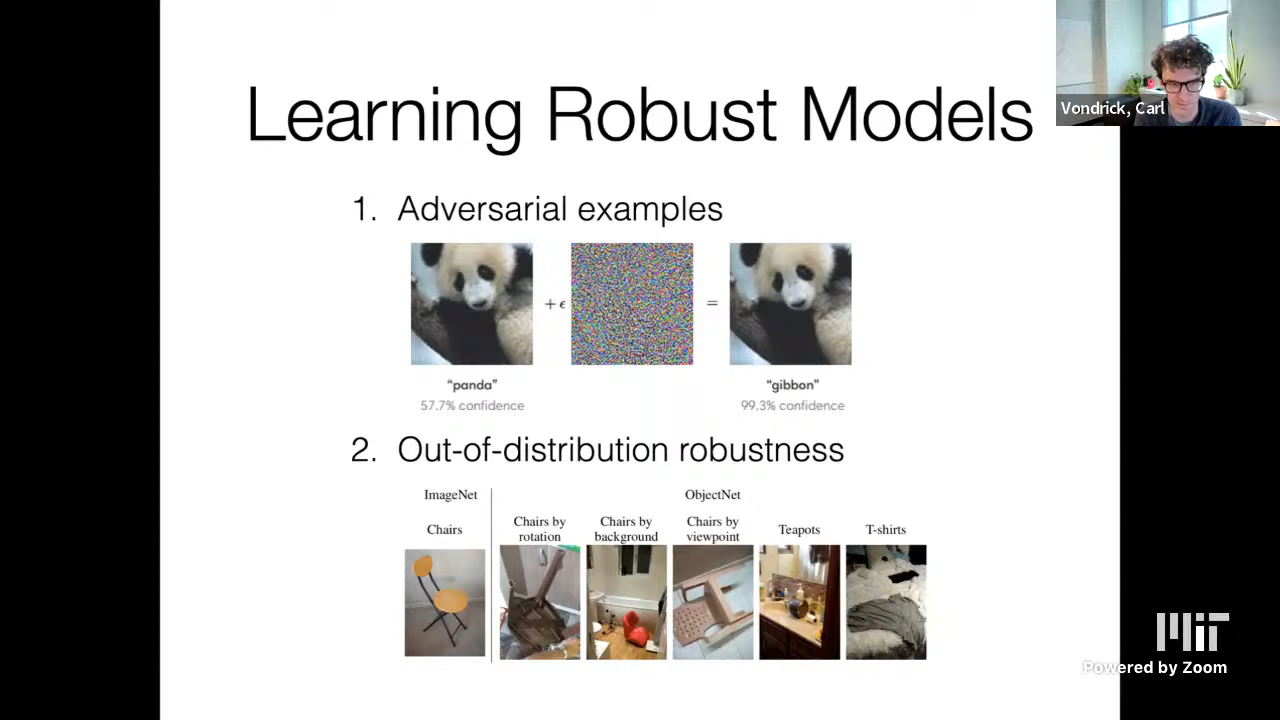 Learning Robust Models
Vondrick, Carl
1. Adversarial examples
+ ϵ
=
"panda"
"gibbon"
57.7% confidence
99.3% confidence
2. Out-of-distribution robustness
ImageNet
ObjectNet
Chairs
Chairs by rotation
Chairs by background
Chairs by viewpoint
Teapots
T-shirts
MIT
Powered by Zoom